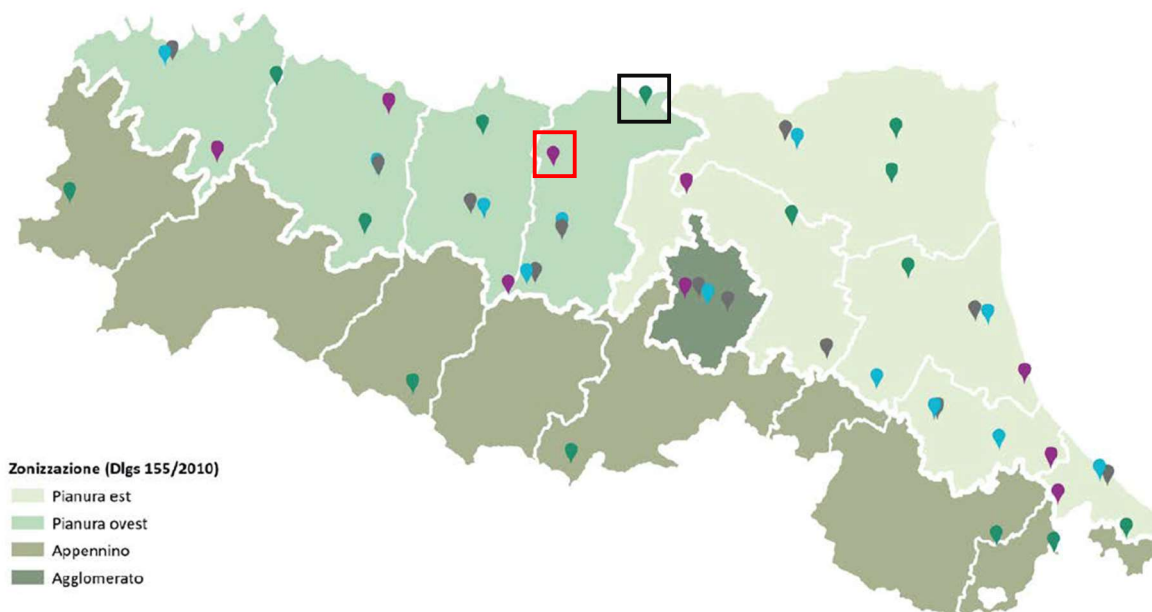 Zonizzazione (Dlgs 155/2010)
Pianura est
Pianura ovest
Appennino
Agglomerato